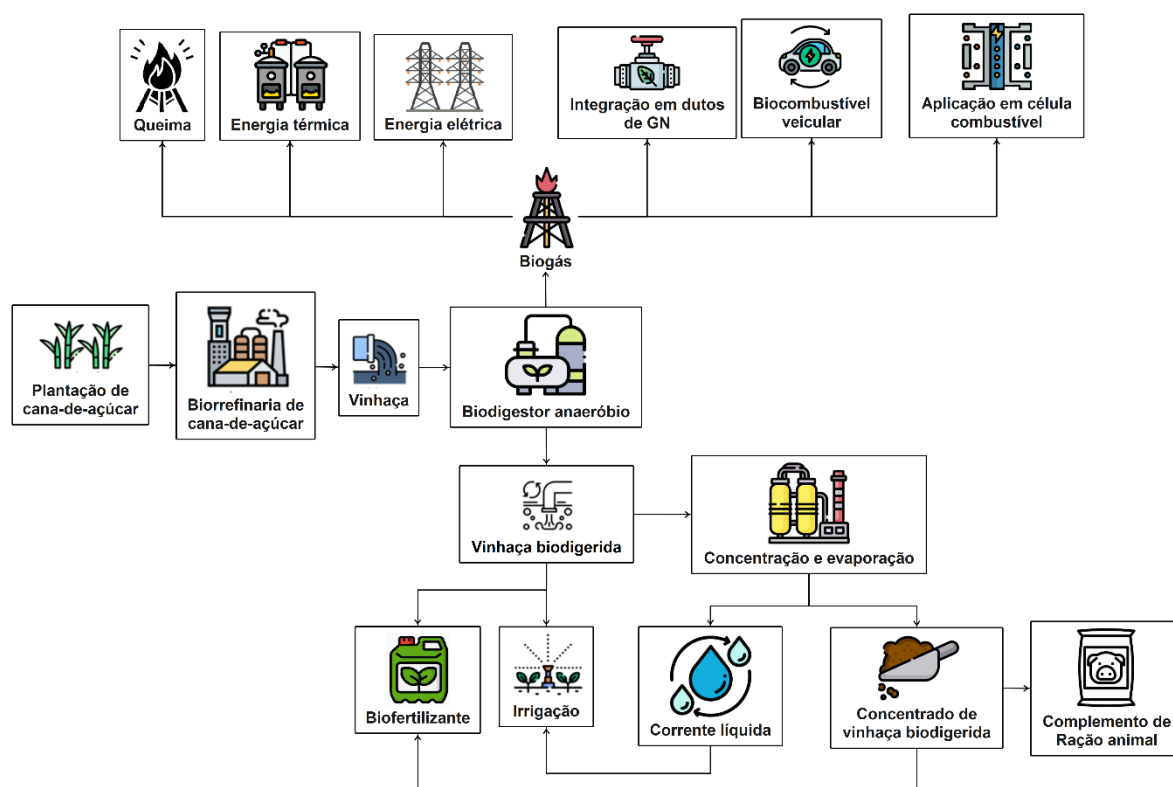 Queima
Energia térmica
Energia elétrica
Integração em dutos
de GN
Biocombustível
veicular
Aplicação em célula
combustível
Biogás
Plantação de
cana-de-açúcar
Biorrefinaria de
cana-de-açúcar
Vinhaça
Biodigestor anaeróbio
Vinhaça biodigerida
Concentração e evaporação
Biofertilizante
Irrigação
Corrente líquida
Concentrado de
vinhaça biodigerida
Complemento de
Ração animal